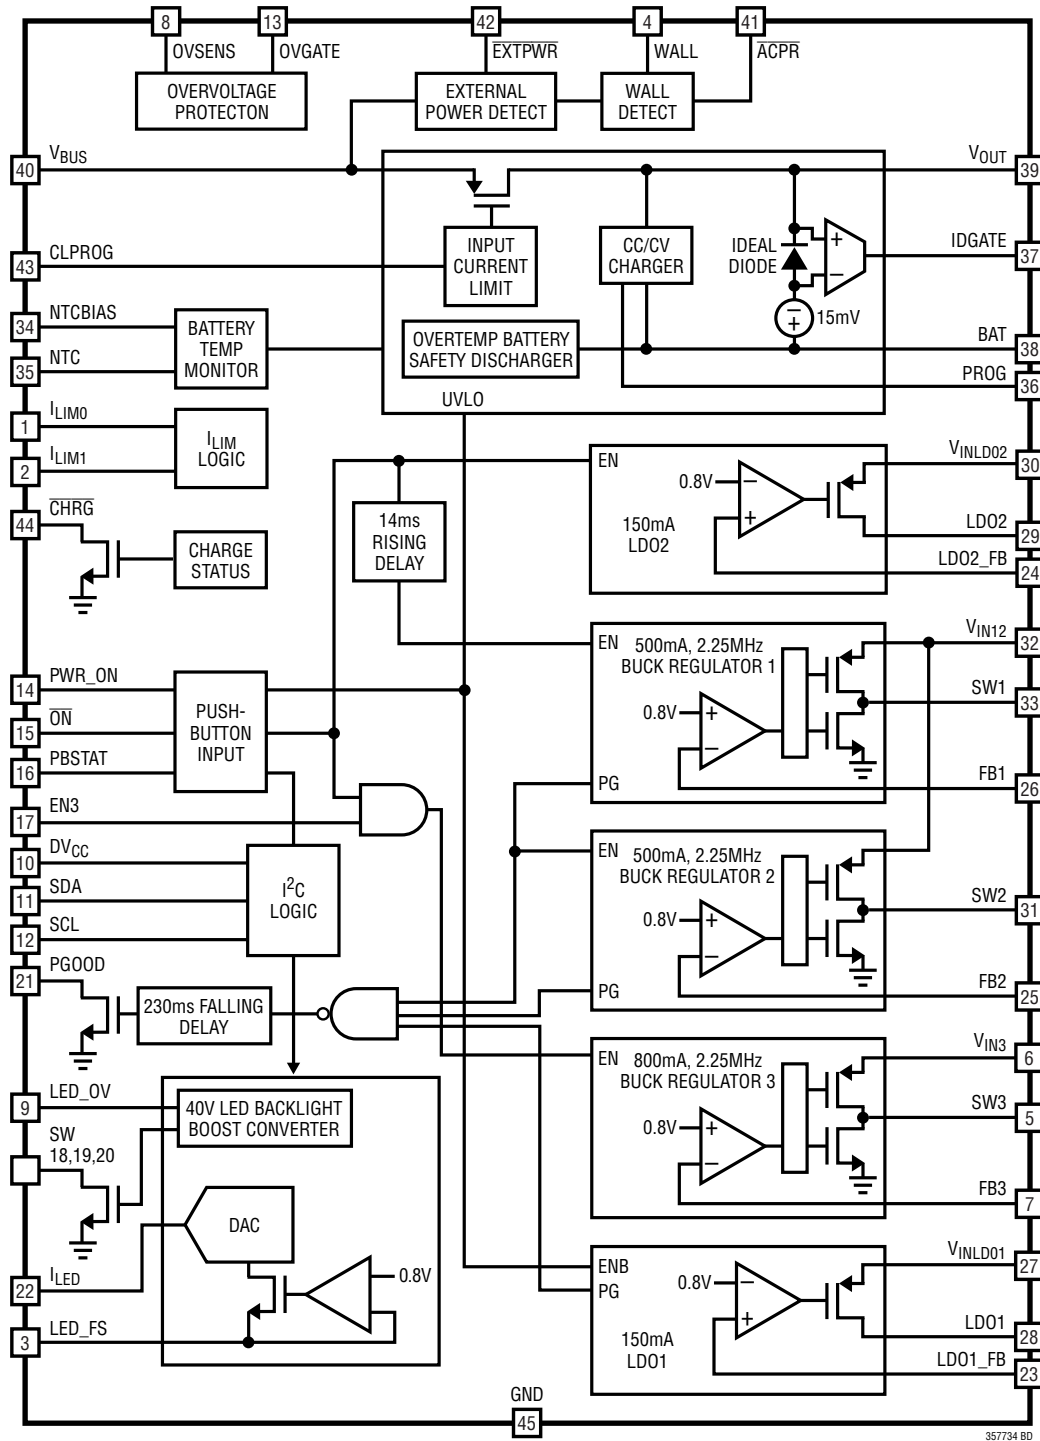 8
13
42
4
41
OVSENS
OVGATE
EXTPWR
WALL
ACPR
OVERVOLTAGE
PROTECTON
EXTERNAL
POWER DETECT
WALL
DETECT
40
VBUS
VOUT
39
43
CLPROG
INPUT
CURRENT
LIMIT
CC/CV
CHARGER
IDEAL
DIODE
+
−
IDGATE
37
−
+
15mV
34
NTCBIAS
35
NTC
BATTERY
TEMP
MONITOR
OVERTEMP BATTERY
SAFETY DISCHARGER
BAT
38
PROG
36
UVLO
1
ILIM0
2
ILIM1
ILIM
LOGIC
44
CHRG
CHARGE
STATUS
14ms
RISING
DELAY
EN
0.8V
−
+
150mA
LDO2
VINLDO2
30
LDO2
29
LDO2_FB
24
EN
500mA, 2.25MHz
BUCK REGULATOR 1
0.8V
+
−
PG
VIN12
32
SW1
33
FB1
26
14
PWR_ON
15
ON
16
PBSTAT
PUSH-
BUTTON
INPUT
17
EN3
10
DVCC
11
SDA
12
SCL
I2C
LOGIC
EN
500mA, 2.25MHz
BUCK REGULATOR 2
0.8V
+
−
PG
SW2
31
FB2
25
21
PGOOD
230ms FALLING
DELAY
EN
800mA, 2.25MHz
BUCK REGULATOR 3
0.8V
+
−
VIN3
6
SW3
5
FB3
7
9
LED_OV
40V LED BACKLIGHT
BOOST CONVERTER
SW
18,19,20
DAC
22
ILED
0.8V
3
LED_FS
ENB
PG
0.8V
−
+
150mA
LDO1
VINLDO1
27
LDO1
28
LDO1_FB
23
GND
45
357734 BD